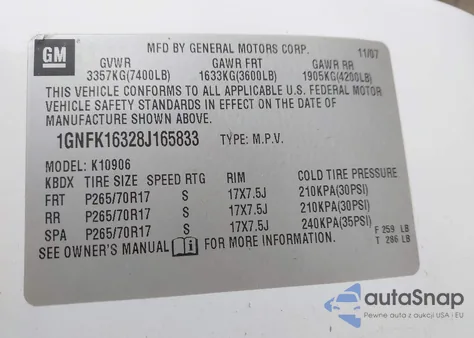 GM
MFD BY GENERAL MOTORS CORP. 11/07
GVWR GAWR FRT GAWR RR
3357KG(7400LB) 1633KG(3600LB) 1905KG(4200LB)
THIS VEHICLE CONFORMS TO ALL APPLICABLE U.S. FEDERAL MOTOR
VEHICLE SAFETY STANDARDS IN EFFECT ON THE DATE OF
MANUFACTURE SHOWN ABOVE.
1GNFK16328J165833 TYPE: M.P.V.
MODEL: K10906
KBDX TIRE SIZE SPEED RTG RIM COLD TIRE PRESSURE
FRT P265/70R17 S 17X7.5J 210KPA(30PSI)
RR P265/70R17 S 17X7.5J 210KPA(30PSI)
SPA P265/70R17 S 17X7.5J 240KPA(35PSI)
SEE OWNER'S MANUAL FOR MORE INFORMATION. F 259 LB
T 286 LB
autoSnap
Pewne auta z aukcji USA i EU